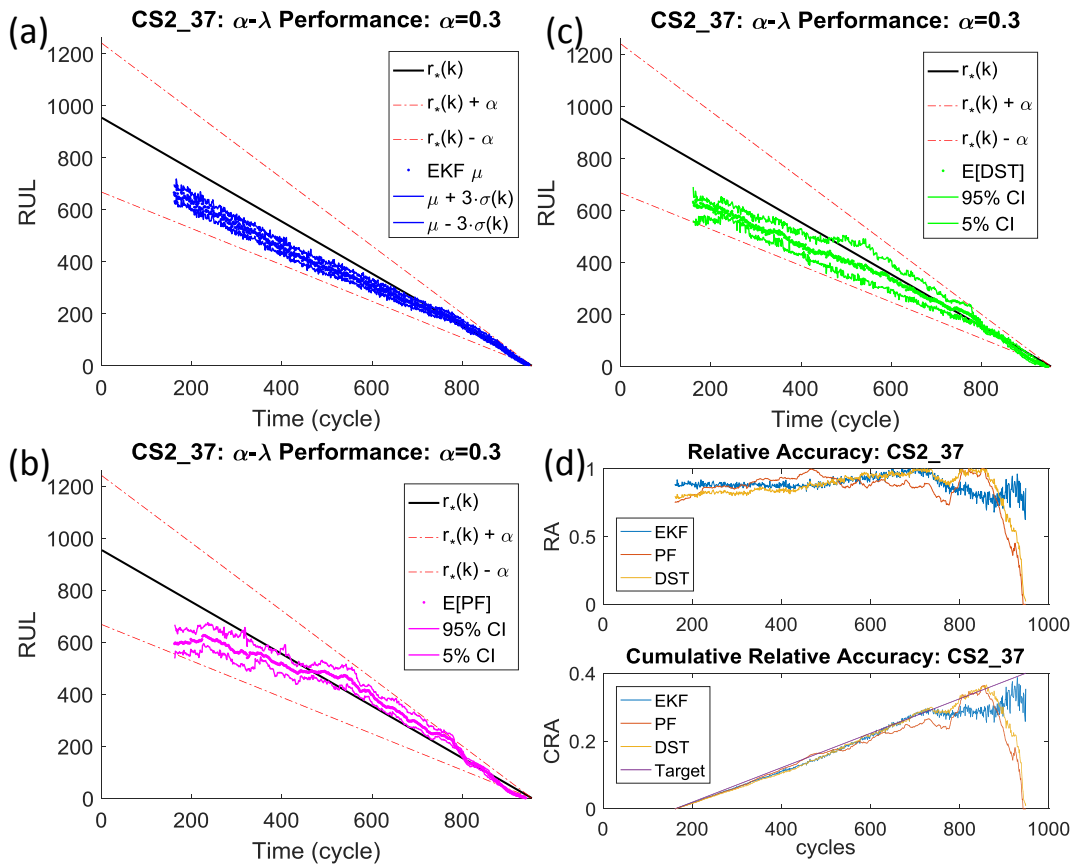 (a)
CS2_37: α-λ Performance: α=0.3
1200
1000
800
600
400
200
0
RUL
0 200 400 600 800
Time (cycle)
r*(k)
r*(k) + α
r*(k) - α
EKF μ
μ + 3·σ(k)
μ - 3·σ(k)
(c)
CS2_37: α-λ Performance: α=0.3
1200
1000
800
600
400
200
0
RUL
0 200 400 600 800
Time (cycle)
r*(k)
r*(k) + α
r*(k) - α
E[DST]
95% CI
5% CI
(b)
CS2_37: α-λ Performance: α=0.3
1200
1000
800
600
400
200
0
RUL
0 200 400 600 800
Time (cycle)
r*(k)
r*(k) + α
r*(k) - α
E[PF]
95% CI
5% CI
(d)
Relative Accuracy: CS2_37
1
0.5
0
RA
EKF
PF
DST
0 200 400 600 800 1000
Cumulative Relative Accuracy: CS2_37
0.4
0.2
0
CRA
EKF
PF
DST
Target
0 200 400 600 800 1000
cycles